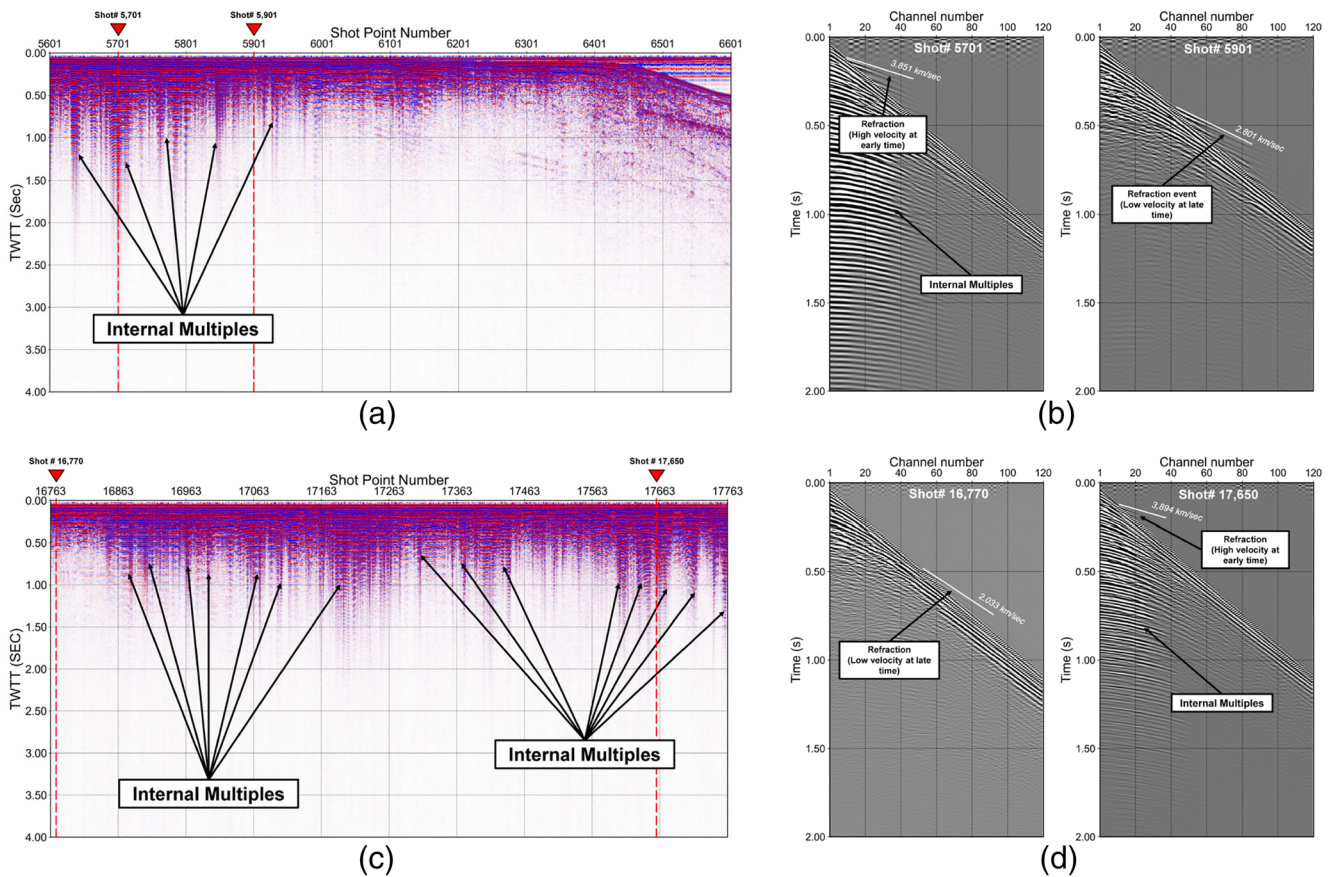 Shot# 5,701
Shot# 5,901
Shot Point Number
5601 5701 5801 5901 6001 6101 6201 6301 6401 6501 6601
0.00
0.50
1.00
1.50
2.00
2.50
3.00
3.50
4.00
TWTT (Sec)
Internal Multiples
(a)
Channel number
1 20 40 60 80 100 120
Shot# 5701
0.00
0.50
1.00
1.50
2.00
Time (s)
3,851 km/sec
Refraction
(High velocity at
early time)
Internal Multiples
Channel number
1 20 40 60 80 100 120
Shot# 5901
0.00
0.50
1.00
1.50
2.00
Time (s)
2,801 km/sec
Refraction event
(Low velocity at late
time)
(b)
Shot # 16,770
Shot # 17,650
Shot Point Number
16763 16863 16963 17063 17163 17263 17363 17463 17563 17663 17763
0.00
0.50
1.00
1.50
2.00
2.50
3.00
3.50
4.00
TWTT (SEC)
Internal Multiples
Internal Multiples
(c)
Channel number
1 20 40 60 80 100 120
Shot# 16,770
0.00
0.50
1.00
1.50
2.00
Time (s)
2,033 km/sec
Refraction
(Low velocity at late
time)
Channel number
1 20 40 60 80 100 120
Shot# 17,650
0.00
0.50
1.00
1.50
2.00
Time (s)
3,894 km/sec
Refraction
(High velocity at
early time)
Internal Multiples
(d)